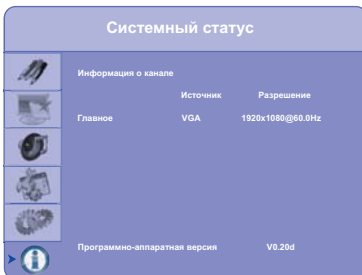 Системный статус
Информация о канале
Источник Разрешение
Главное VGA 1920x1080@60.0Hz
Программно-аппаратная версия V0.20d